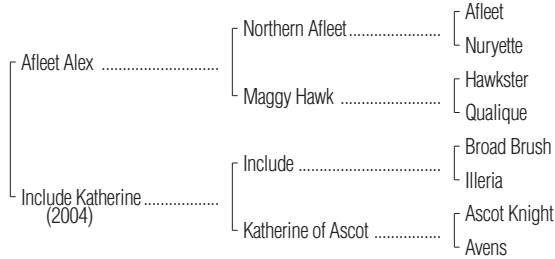 Afleet
Northern Afleet
Nuryette
Afleet Alex
Hawkster
Maggy Hawk
Qualique
Broad Brush
Include
Illeria
Include Katherine
(2004)
Ascot Knight
Katherine of Ascot
Avens